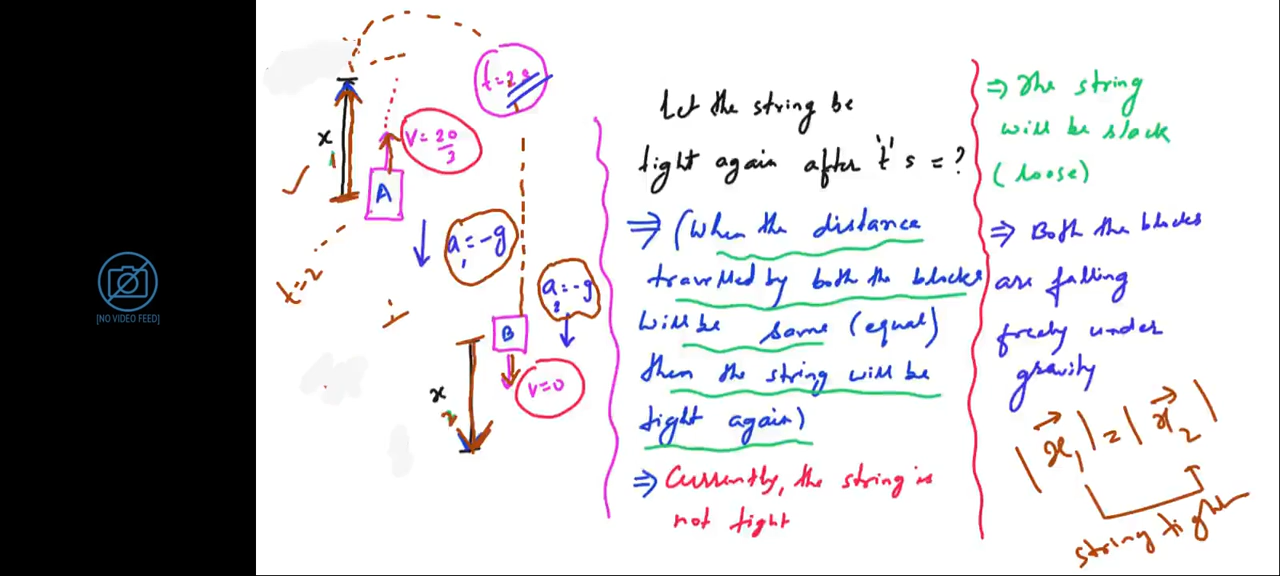 [NO VIDEO FEED]
t=2s
x1
V=20/3
A
a1=-g
t=2
a2=-g
B
x2
V=0
Let the string be
tight again after 't' s = ?
⇒ (When the distance
travelled by both the blocks
will be same (equal)
then the string will be
tight again)
⇒ Currently, the string is
not tight
⇒ The string
will be slack
(loose)
⇒ Both the blocks
are falling
freely under
gravity
|x⃗1| = |x⃗2|
string tight